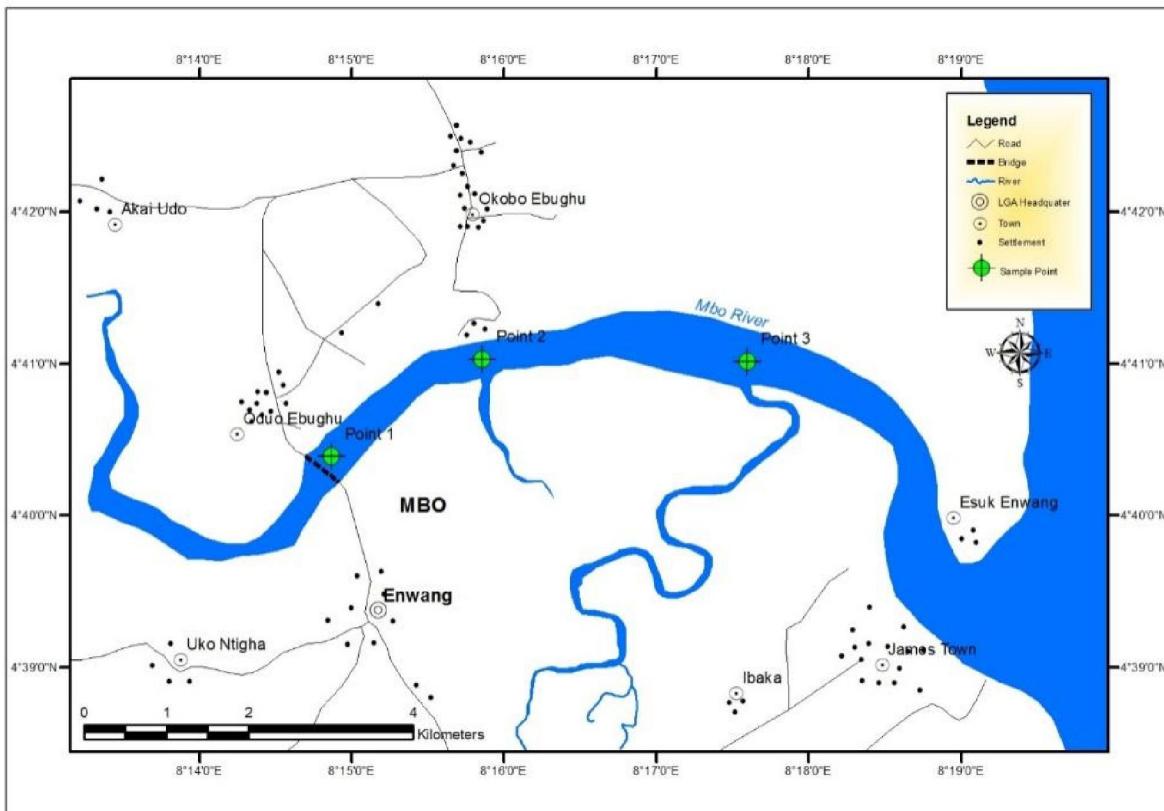 8°14'0"E 8°15'0"E 8°16'0"E 8°17'0"E 8°18'0"E 8°19'0"E
Legend
Road
Bridge
River
LGA Headquater
Town
Settlement
Sample Point
4°42'0"N
Akai Udo
Okobo Ebughu
4°42'0"N
Mbo River
N
W E
S
4°41'0"N
Point 2
Point 3
4°41'0"N
Oduo Ebughu
Point 1
MBO
4°40'0"N
Esuk Enwang
4°40'0"N
Enwang
Uko Ntigha
4°39'0"N
James Town
4°39'0"N
Ibaka
0 1 2 4
Kilometers
8°14'0"E 8°15'0"E 8°16'0"E 8°17'0"E 8°18'0"E 8°19'0"E